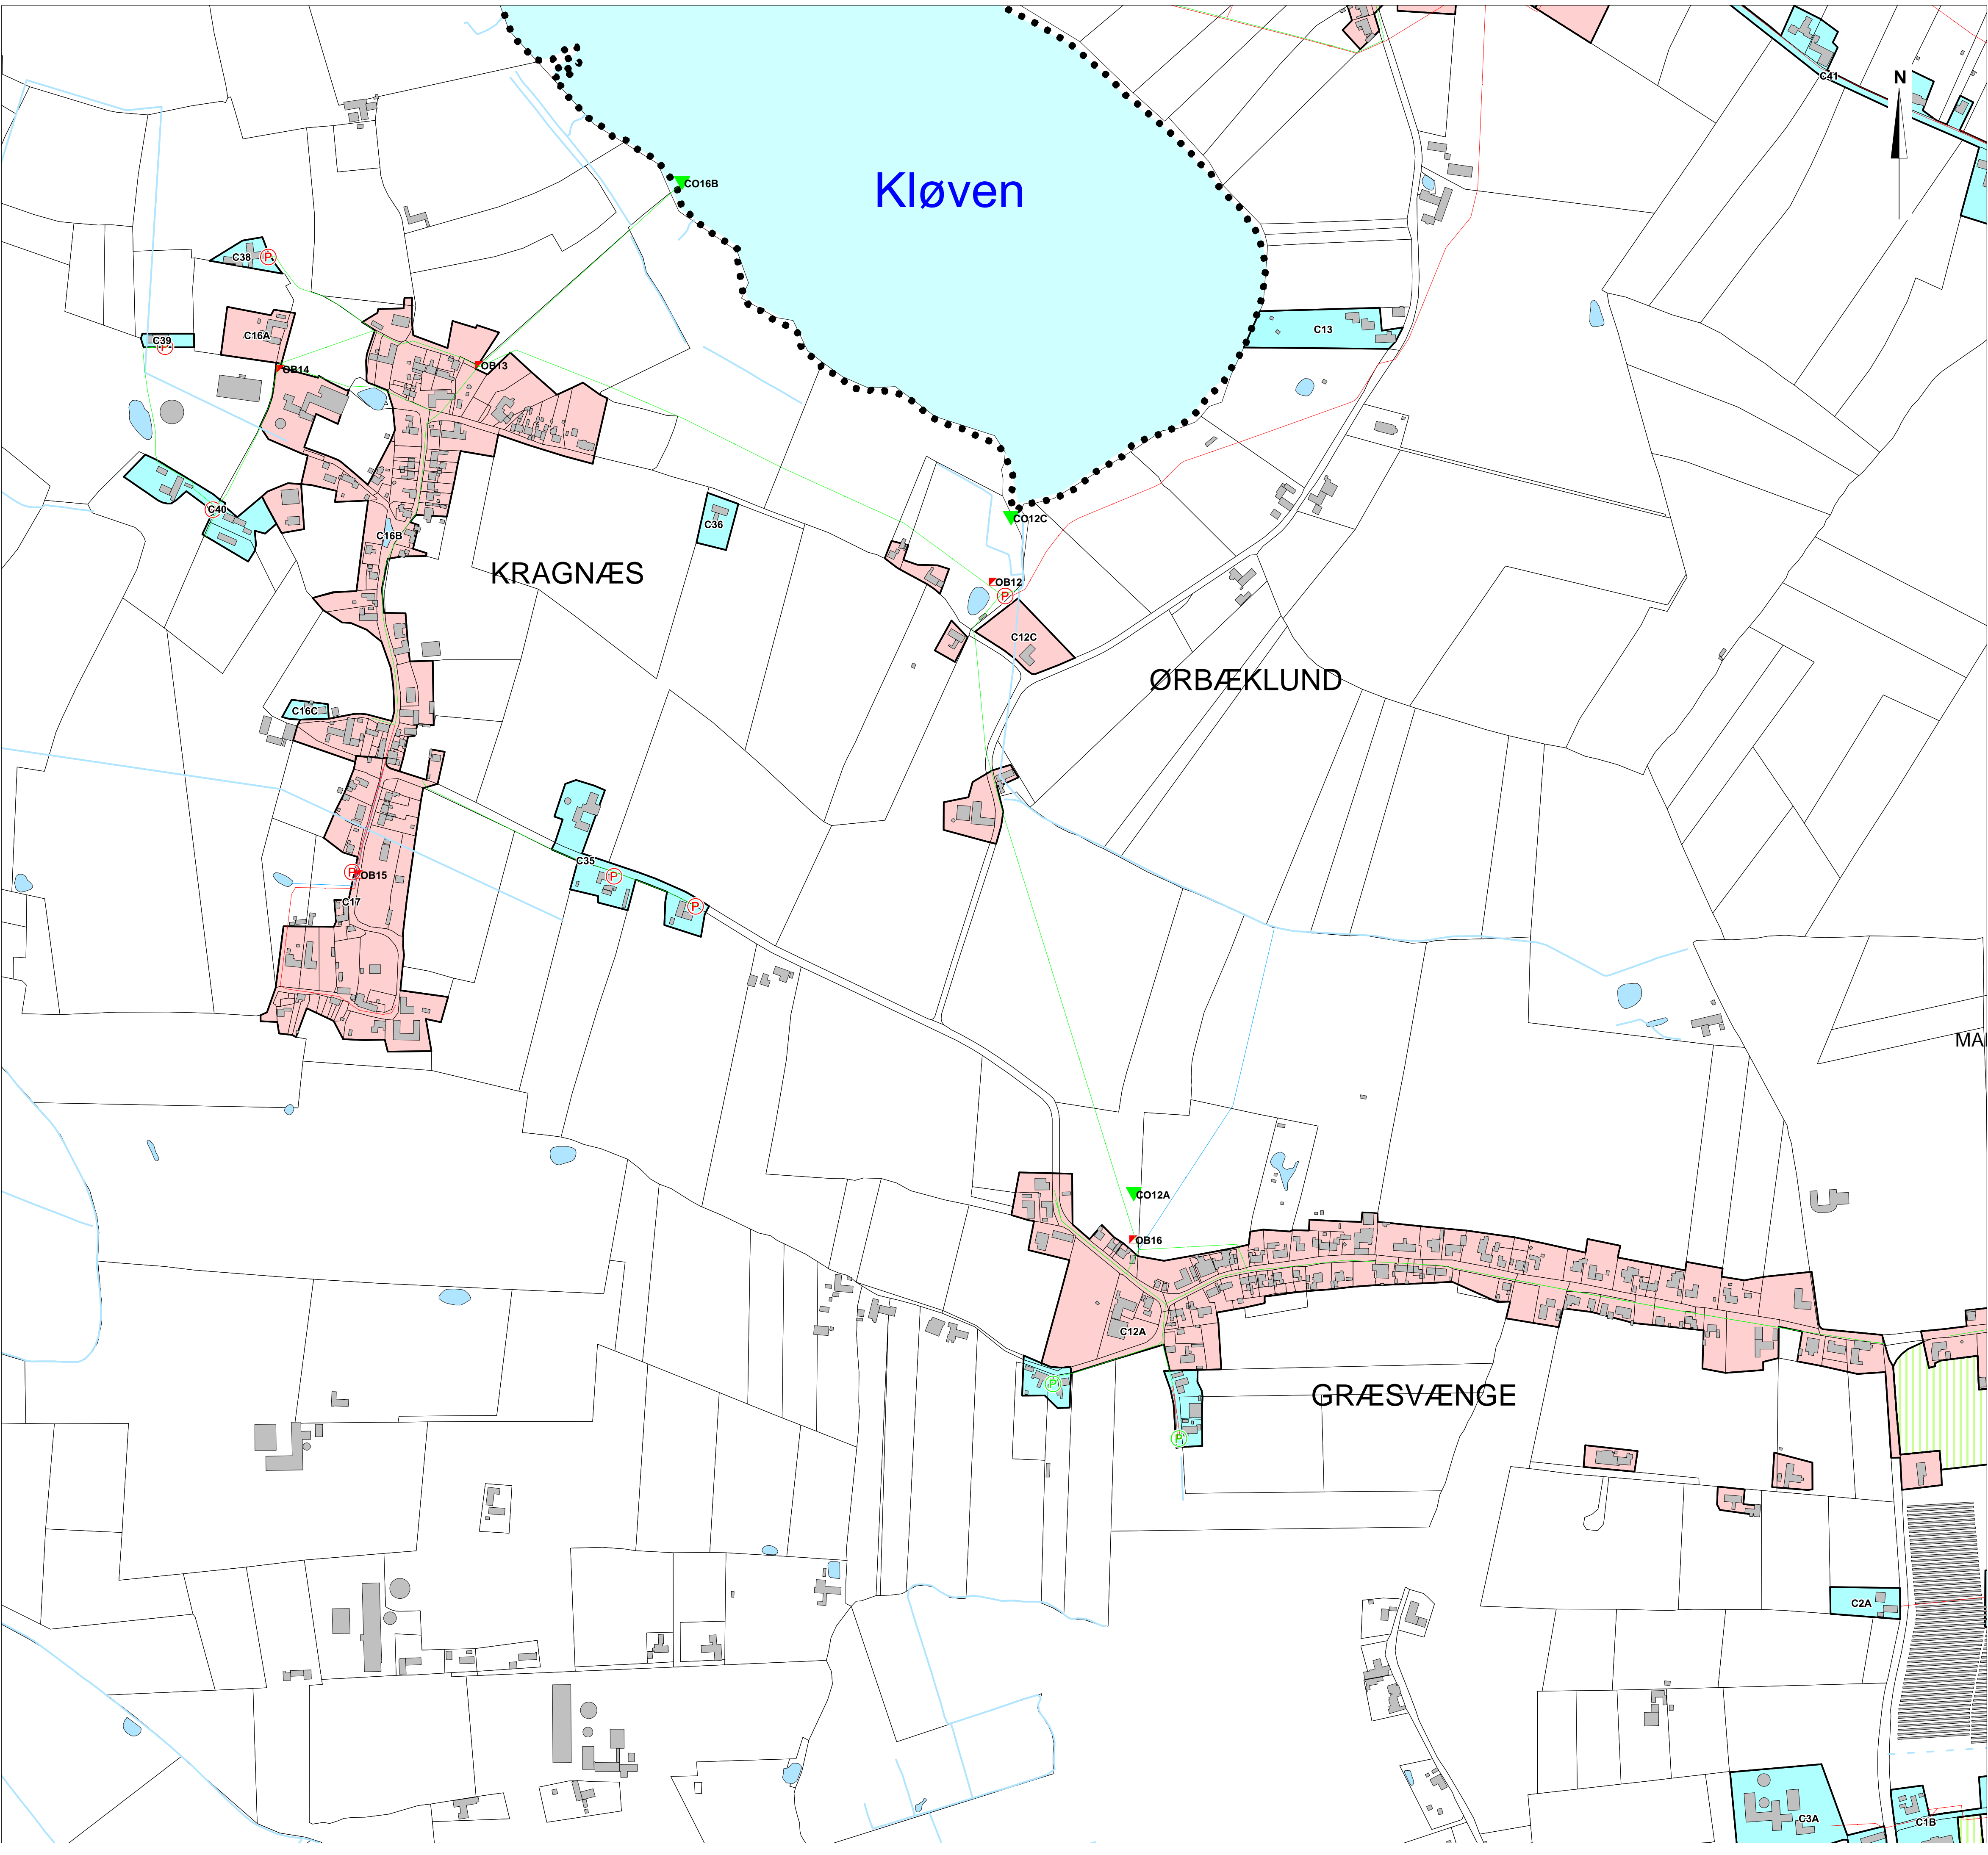 C41
N
Kløven
CO16B
C38
P
C13
C39
P
C16A
OB14
OB13
C40
P
C36
CO12C
C16B
KRAGNÆS
OB12
P
C12C
ØRBÆKLUND
C16C
C35
P
OB15
P
C17
P
MA
CO12A
OB16
C12A
P
GRÆSVÆNGE
P
C2A
C3A
C1B